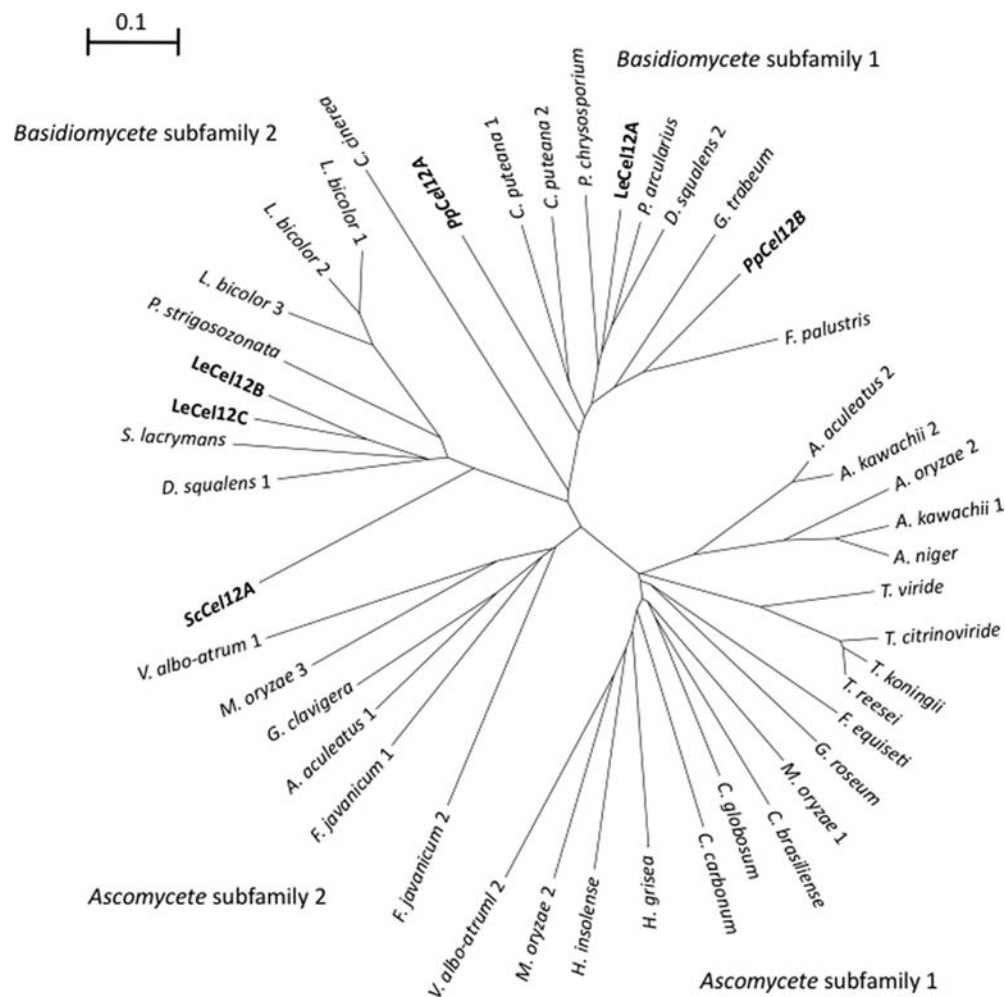 0.1
Basidiomycete subfamily 1
Basidiomycete subfamily 2
C. cinerea
PpCel12A
C. puteana 1
C. puteana 2
P. chrysosporium
LeCel12A
P. arcularius
D. squalens 2
G. trabeum
PpCel12B
F. palustris
L. bicolor 1
L. bicolor 2
L. bicolor 3
P. strigosozonata
LeCel12B
LeCel12C
S. lacrymans
D. squalens 1
ScCel12A
A. aculeatus 2
A. kawachii 2
A. oryzae 2
A. kawachii 1
A. niger
T. viride
T. citrinoviride
T. koningii
T. reesei
F. equiseti
G. roseum
M. oryzae 1
C. brasiliense
C. globosum
C. carbonum
H. grisea
H. insolense
M. oryzae 2
V. albo-atruml 2
V. albo-atrum 1
M. oryzae 3
G. clavigera
A. aculeatus 1
F. javanicum 1
F. javanicum 2
Ascomycete subfamily 2
Ascomycete subfamily 1